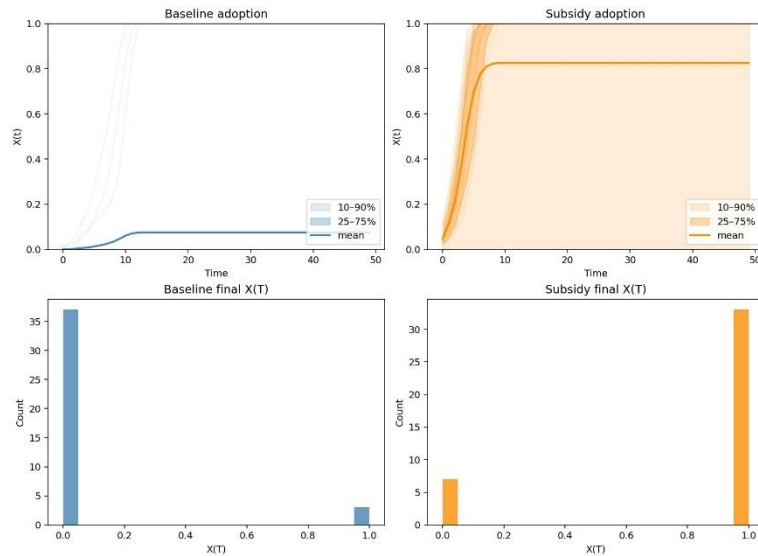 Baseline adoption
1.0
0.8
0.6
0.4
0.2
0.0
X(t)
10–90%
25–75%
mean
0 10 20 30 40 50
Time
Subsidy adoption
1.0
0.8
0.6
0.4
0.2
0.0
X(t)
10–90%
25–75%
mean
0 10 20 30 40 50
Time
Baseline final X(T)
35
30
25
20
15
10
5
0
Count
0.0 0.2 0.4 0.6 0.8 1.0
X(T)
Subsidy final X(T)
30
25
20
15
10
5
0
Count
0.0 0.2 0.4 0.6 0.8 1.0
X(T)